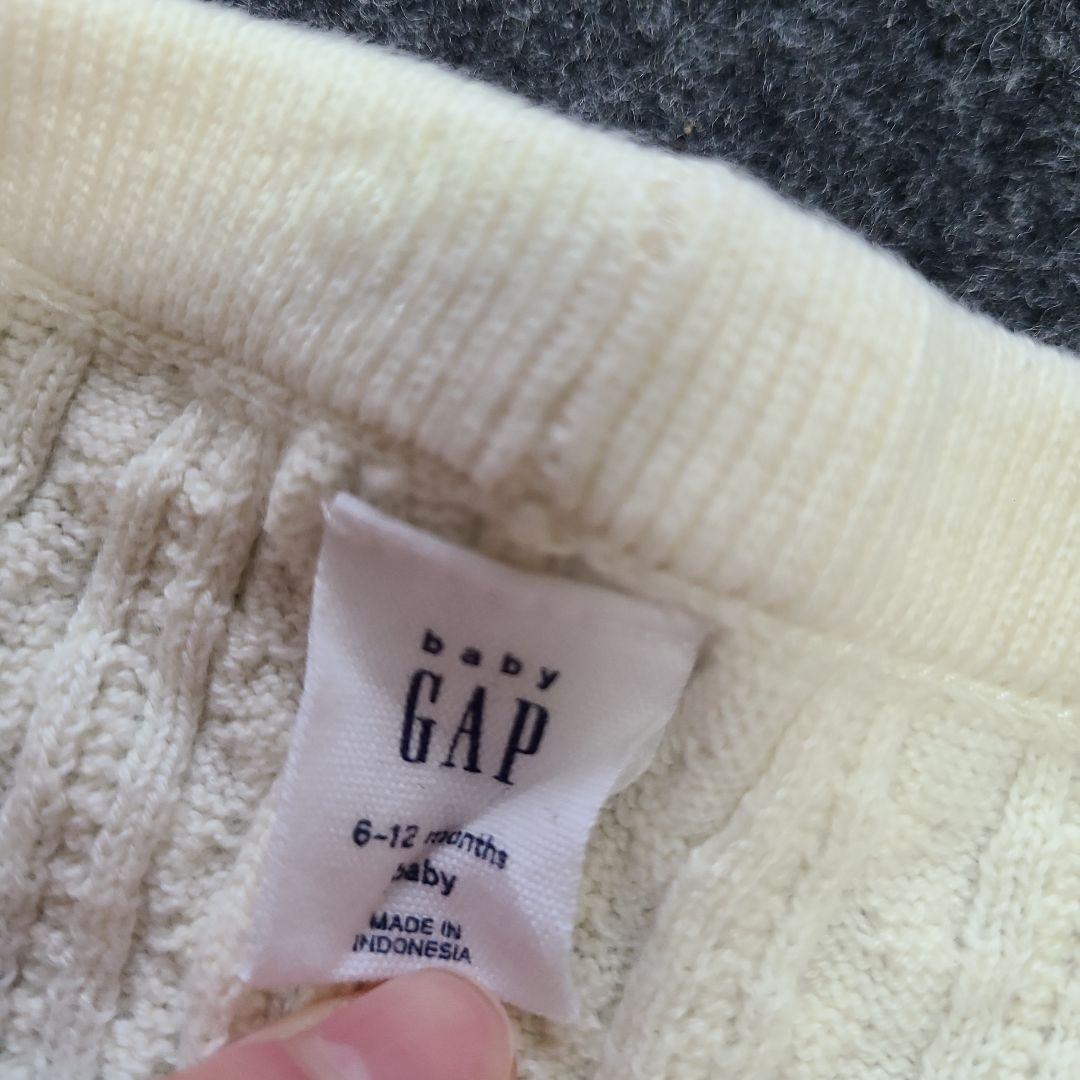 baby
GAP
6-12 months
baby
MADE IN
INDONESIA